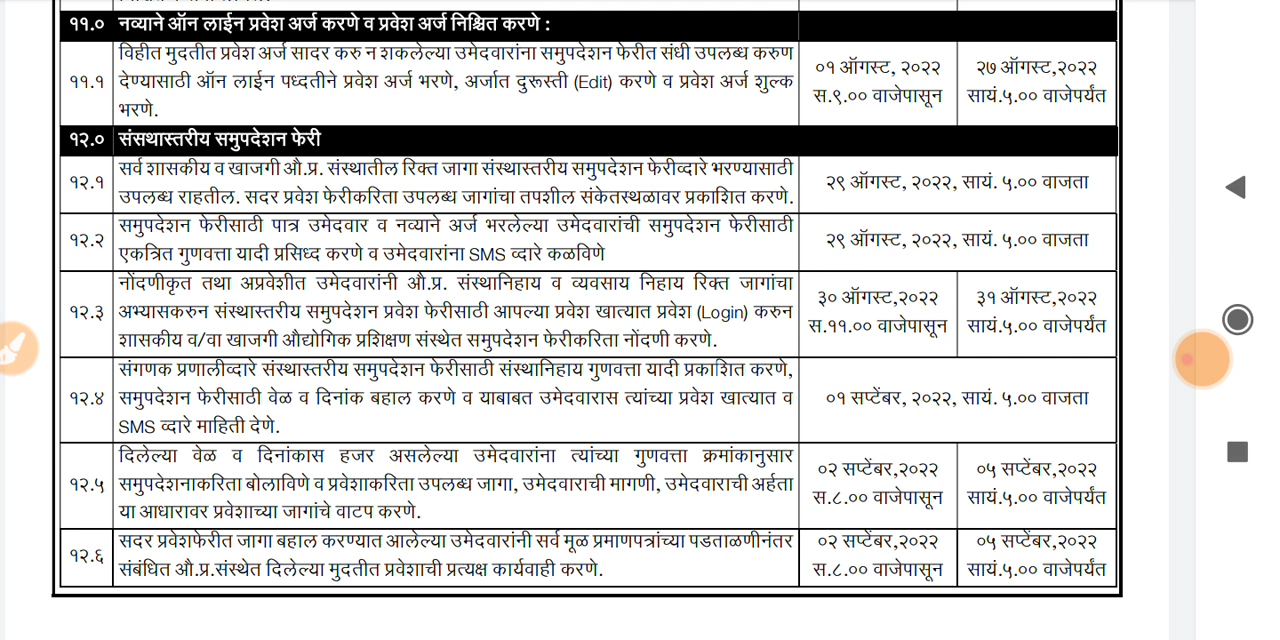 ११.० नव्याने ऑन लाईन प्रवेश अर्ज करणे व प्रवेश अर्ज निश्चित करणे :
विहीत मुदतीत प्रवेश अर्ज सादर करु न शकलेल्या उमेदवारांना समुपदेशन फेरीत संधी उपलब्ध करुण
११.१ देण्यासाठी ऑन लाईन पध्दतीने प्रवेश अर्ज भरणे, अर्जात दुरूस्ती (Edit) करणे व प्रवेश अर्ज शुल्क
भरणे.
०१ ऑगस्ट, २०२२
स.९.०० वाजेपासून
२७ ऑगस्ट,२०२२
सायं.५.०० वाजेपर्यंत
१२.० संसथास्तरीय समुपदेशन फेरी
१२.१ सर्व शासकीय व खाजगी औ.प्र. संस्थातील रिक्त जागा संस्थास्तरीय समुपदेशन फेरीव्दारे भरण्यासाठी
उपलब्ध राहतील. सदर प्रवेश फेरीकरिता उपलब्ध जागांचा तपशील संकेतस्थळावर प्रकाशित करणे.
२९ ऑगस्ट, २०२२, सायं. ५.०० वाजता
१२.२ समुपदेशन फेरीसाठी पात्र उमेदवार व नव्याने अर्ज भरलेल्या उमेदवारांची समुपदेशन फेरीसाठी
एकत्रित गुणवत्ता यादी प्रसिध्द करणे व उमेदवारांना SMS व्दारे कळविणे
२९ ऑगस्ट, २०२२, सायं. ५.०० वाजता
नोंदणीकृत तथा अप्रवेशीत उमेदवारांनी औ.प्र. संस्थानिहाय व व्यवसाय निहाय रिक्त जागांचा
१२.३ अभ्यासकरुन संस्थास्तरीय समुपदेशन प्रवेश फेरीसाठी आपल्या प्रवेश खात्यात प्रवेश (Login) करुन
शासकीय व/वा खाजगी औद्योगिक प्रशिक्षण संस्थेत समुपदेशन फेरीकरिता नोंदणी करणे.
३० ऑगस्ट,२०२२
स.११.०० वाजेपासून
३१ ऑगस्ट,२०२२
सायं.५.०० वाजेपर्यंत
संगणक प्रणालीव्दारे संस्थास्तरीय समुपदेशन फेरीसाठी संस्थानिहाय गुणवत्ता यादी प्रकाशित करणे,
१२.४ समुपदेशन फेरीसाठी वेळ व दिनांक बहाल करणे व याबाबत उमेदवारास त्यांच्या प्रवेश खात्यात व
SMS व्दारे माहिती देणे.
०१ सप्टेंबर, २०२२, सायं. ५.०० वाजता
दिलेल्या वेळ व दिनांकास हजर असलेल्या उमेदवारांना त्यांच्या गुणवत्ता क्रमांकानुसार
१२.५ समुपदेशनाकरिता बोलाविणे व प्रवेशाकरिता उपलब्ध जागा, उमेदवाराची मागणी, उमेदवाराची अर्हता
या आधारावर प्रवेशाच्या जागांचे वाटप करणे.
०२ सप्टेंबर,२०२२
स.८.०० वाजेपासून
०५ सप्टेंबर,२०२२
सायं.५.०० वाजेपर्यंत
१२.६ सदर प्रवेशफेरीत जागा बहाल करण्यात आलेल्या उमेदवारांनी सर्व मूळ प्रमाणपत्रांच्या पडताळणीनंतर
संबंधित औ.प्र.संस्थेत दिलेल्या मुदतीत प्रवेशाची प्रत्यक्ष कार्यवाही करणे.
०२ सप्टेंबर,२०२२
स.८.०० वाजेपासून
०५ सप्टेंबर,२०२२
सायं.५.०० वाजेपर्यंत